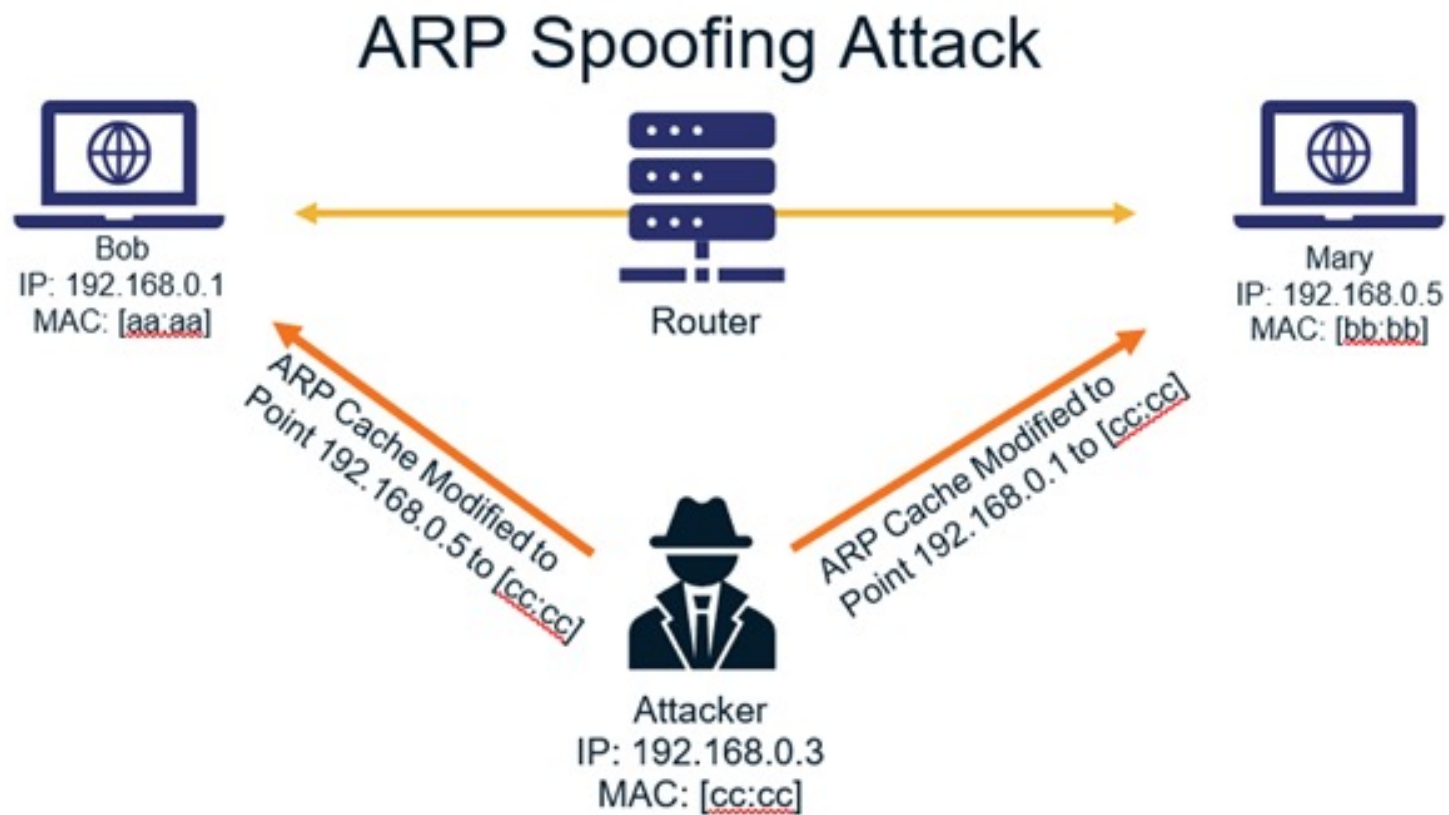 ARP Spoofing Attack
Bob
IP: 192.168.0.1
MAC: [aa:aa]
Router
Mary
IP: 192.168.0.5
MAC: [bb:bb]
ARP Cache Modified to
Point 192.168.0.5 to [cc:cc]
ARP Cache Modified to
Point 192.168.0.1 to [cc:cc]
Attacker
IP: 192.168.0.3
MAC: [cc:cc]